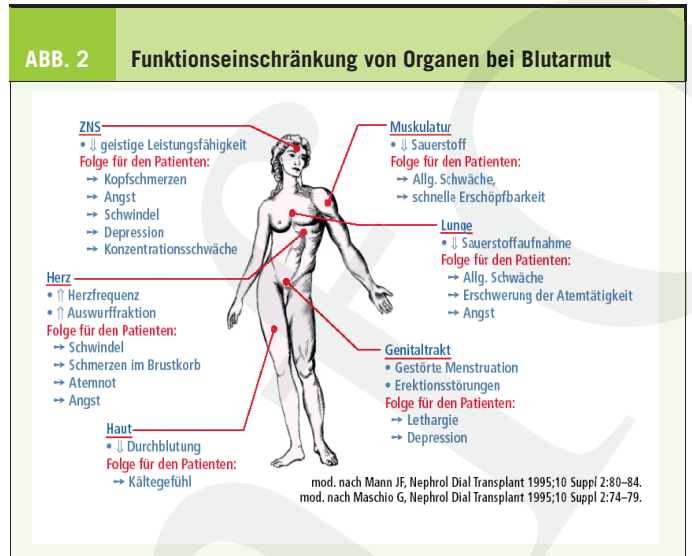 ABB. 2
Funktionseinschränkung von Organen bei Blutarmut
ZNS
• ⇓ geistige Leistungsfähigkeit
Folge für den Patienten:
↔ Kopfschmerzen
↔ Angst
↔ Schwindel
↔ Depression
↔ Konzentrationsschwäche
Herz
• ⇑ Herzfrequenz
• ⇑ Auswurffraktion
Folge für den Patienten:
↔ Schwindel
↔ Schmerzen im Brustkorb
↔ Atemnot
↔ Angst
Haut
• ⇓ Durchblutung
Folge für den Patienten:
↔ Kältegefühl
Muskulatur
• ⇓ Sauerstoff
Folge für den Patienten:
↔ Allg. Schwäche,
↔ schnelle Erschöpfbarkeit
Lunge
• ⇓ Sauerstoffaufnahme
Folge für den Patienten:
↔ Allg. Schwäche
↔ Erschwerung der Atemtätigkeit
↔ Angst
Genitaltrakt
• Gestörte Menstruation
• Erektionsstörungen
Folge für den Patienten:
↔ Lethargie
↔ Depression
mod. nach Mann JF, Nephrol Dial Transplant 1995;10 Suppl 2:80–84.
mod. nach Maschio G, Nephrol Dial Transplant 1995;10 Suppl 2:74–79.